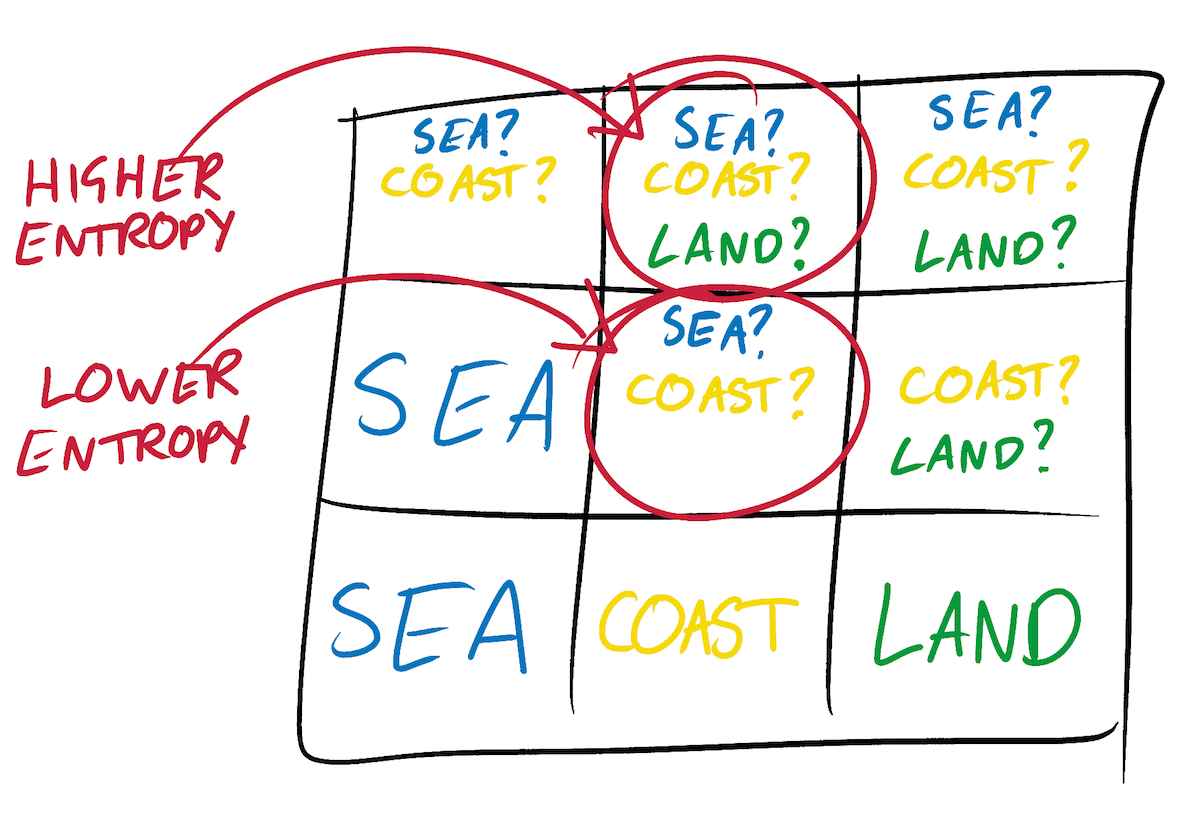 HIGHER
ENTROPY
SEA?
COAST?
SEA?
COAST?
LAND?
SEA?
COAST?
LAND?
LOWER
ENTROPY
SEA
SEA?
COAST?
COAST?
LAND?
SEA
COAST
LAND